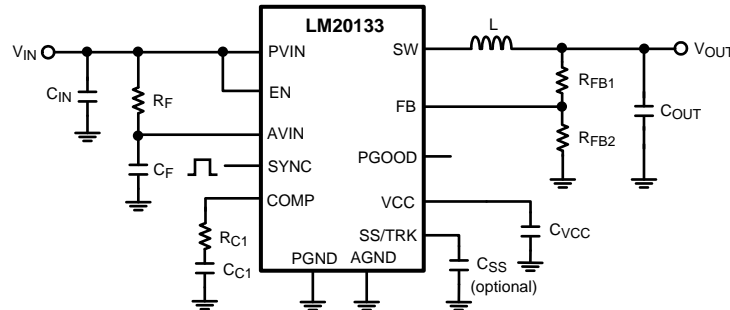 LM20133
VIN
PVIN
SW
L
VOUT
CIN
RF
EN
RFB1
FB
COUT
AVIN
RFB2
CF
SYNC
PGOOD
COMP
VCC
RC1
SS/TRK
CVCC
CC1
PGND
AGND
CSS
(optional)